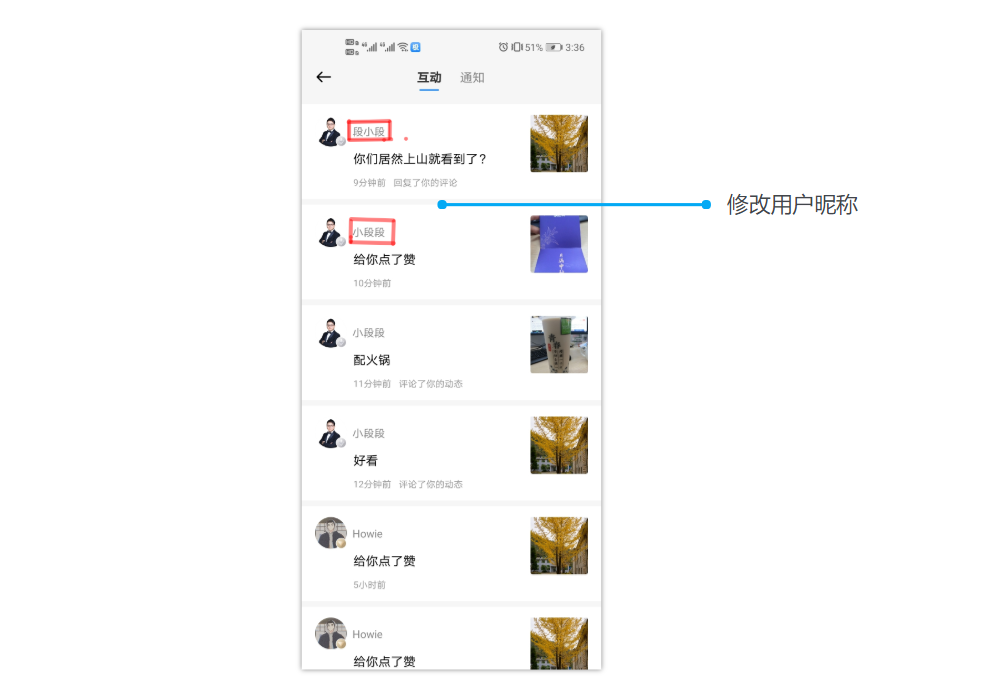 51% 3:36
互动 通知
段小段
你们居然上山就看到了?
9分钟前 回复了你的评论
修改用户昵称
小段段
给你点了赞
10分钟前
小段段
配火锅
11分钟前 评论了你的动态
小段段
好看
12分钟前 评论了你的动态
Howie
给你点了赞
5小时前
Howie
给你点了赞